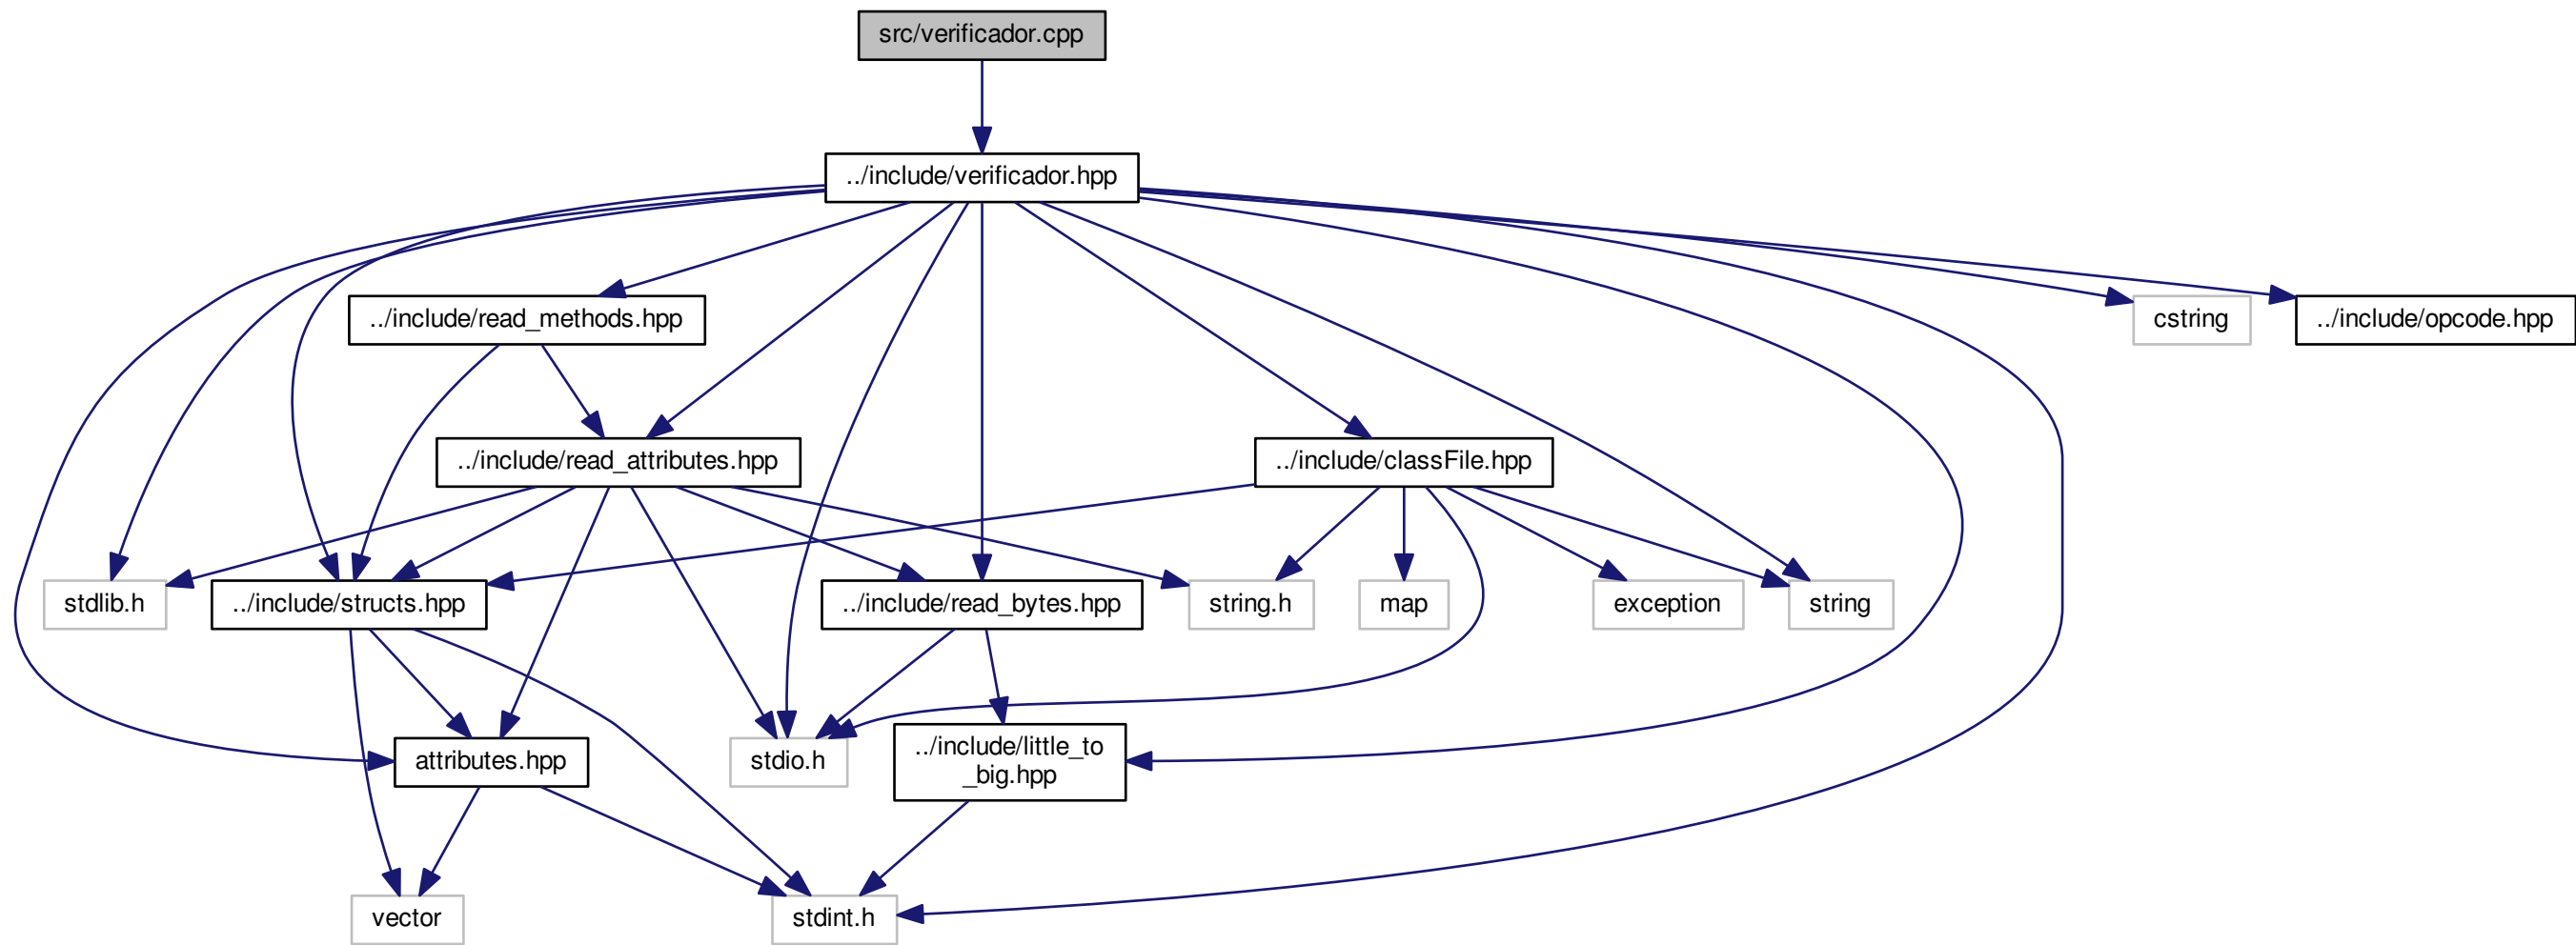 src/verificador.cpp
../include/verificador.hpp
../include/read_methods.hpp
cstring
../include/opcode.hpp
../include/read_attributes.hpp
../include/classFile.hpp
stdlib.h
../include/structs.hpp
../include/read_bytes.hpp
string.h
map
exception
string
attributes.hpp
stdio.h
../include/little_to
_big.hpp
vector
stdint.h